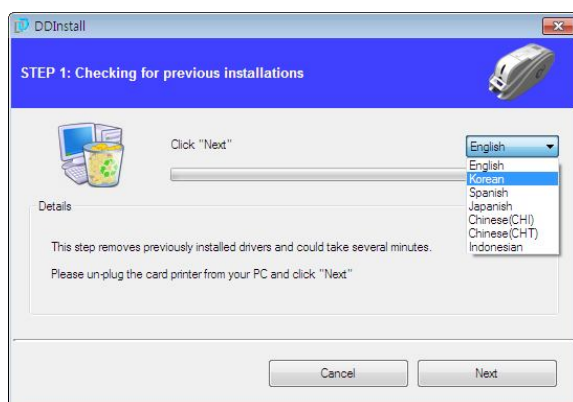 DDInstall
STEP 1: Checking for previous installations
Click "Next"
English
English
Korean
Spanish
Japanish
Chinese(CHI)
Chinese(CHT)
Indonesian
Details
This step removes previously installed drivers and could take several minutes.
Please un-plug the card printer from your PC and click "Next"
Cancel
Next